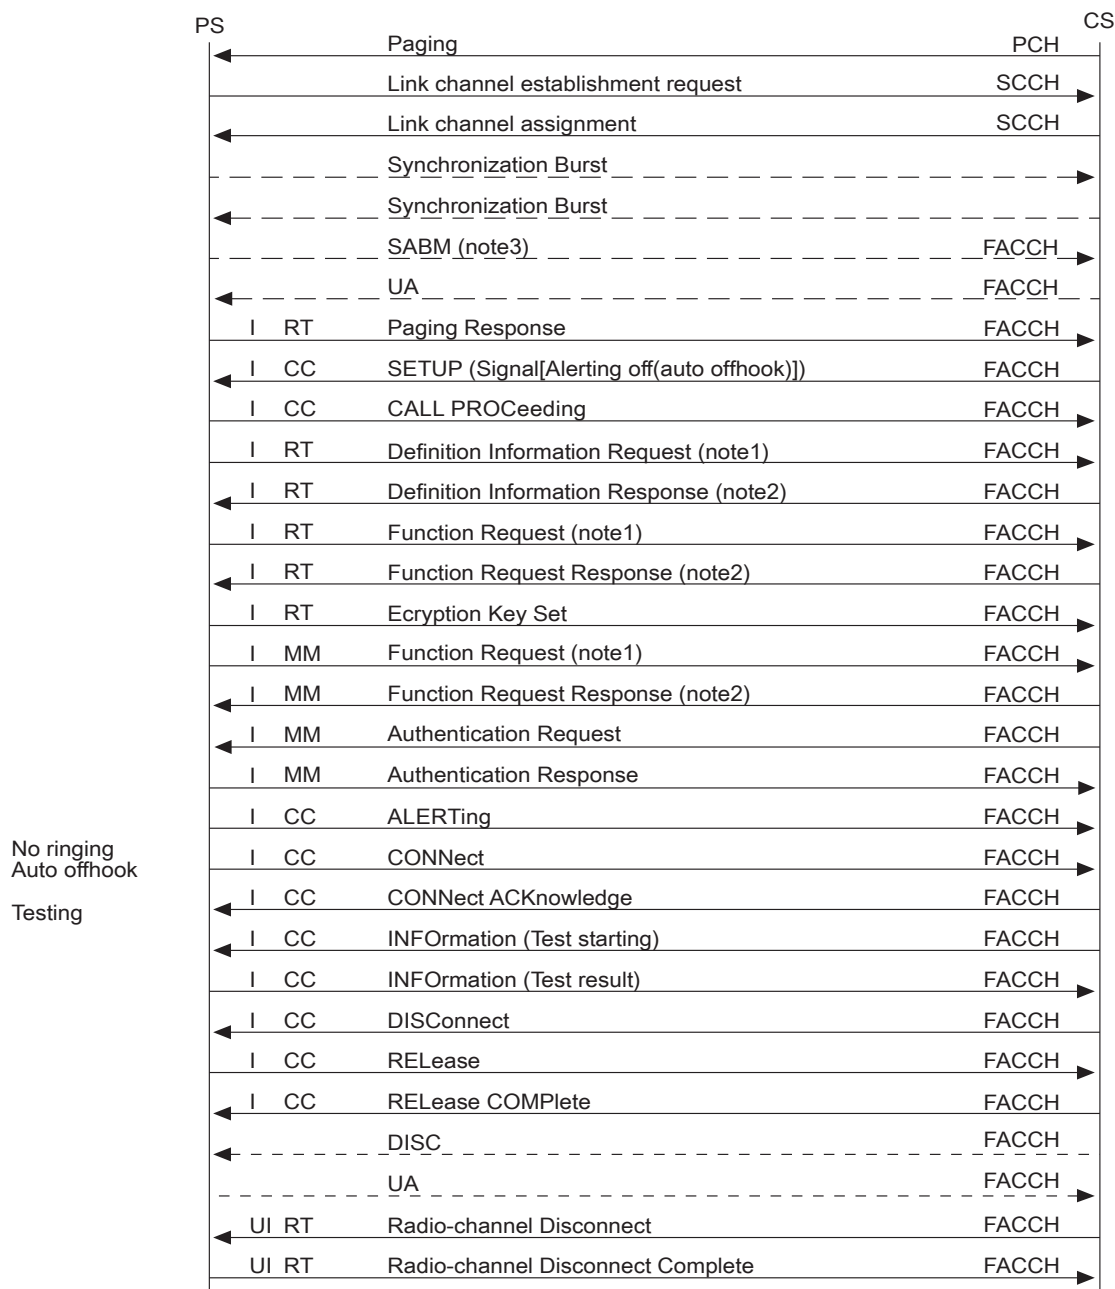 PS CS
Paging PCH
Link channel establishment request SCCH
Link channel assignment SCCH
Synchronization Burst
Synchronization Burst
SABM (note3) FACCH
UA FACCH
I RT Paging Response FACCH
I CC SETUP (Signal[Alerting off(auto offhook)]) FACCH
I CC CALL PROCeeding FACCH
I RT Definition Information Request (note1) FACCH
I RT Definition Information Response (note2) FACCH
I RT Function Request (note1) FACCH
I RT Function Request Response (note2) FACCH
I RT Ecryption Key Set FACCH
I MM Function Request (note1) FACCH
I MM Function Request Response (note2) FACCH
I MM Authentication Request FACCH
I MM Authentication Response FACCH
I CC ALERTing FACCH
No ringing
Auto offhook
I CC CONNect FACCH
Testing
I CC CONNect ACKnowledge FACCH
I CC INFOrmation (Test starting) FACCH
I CC INFOrmation (Test result) FACCH
I CC DISConnect FACCH
I CC RELease FACCH
I CC RELease COMPlete FACCH
DISC FACCH
UA FACCH
UI RT Radio-channel Disconnect FACCH
UI RT Radio-channel Disconnect Complete FACCH